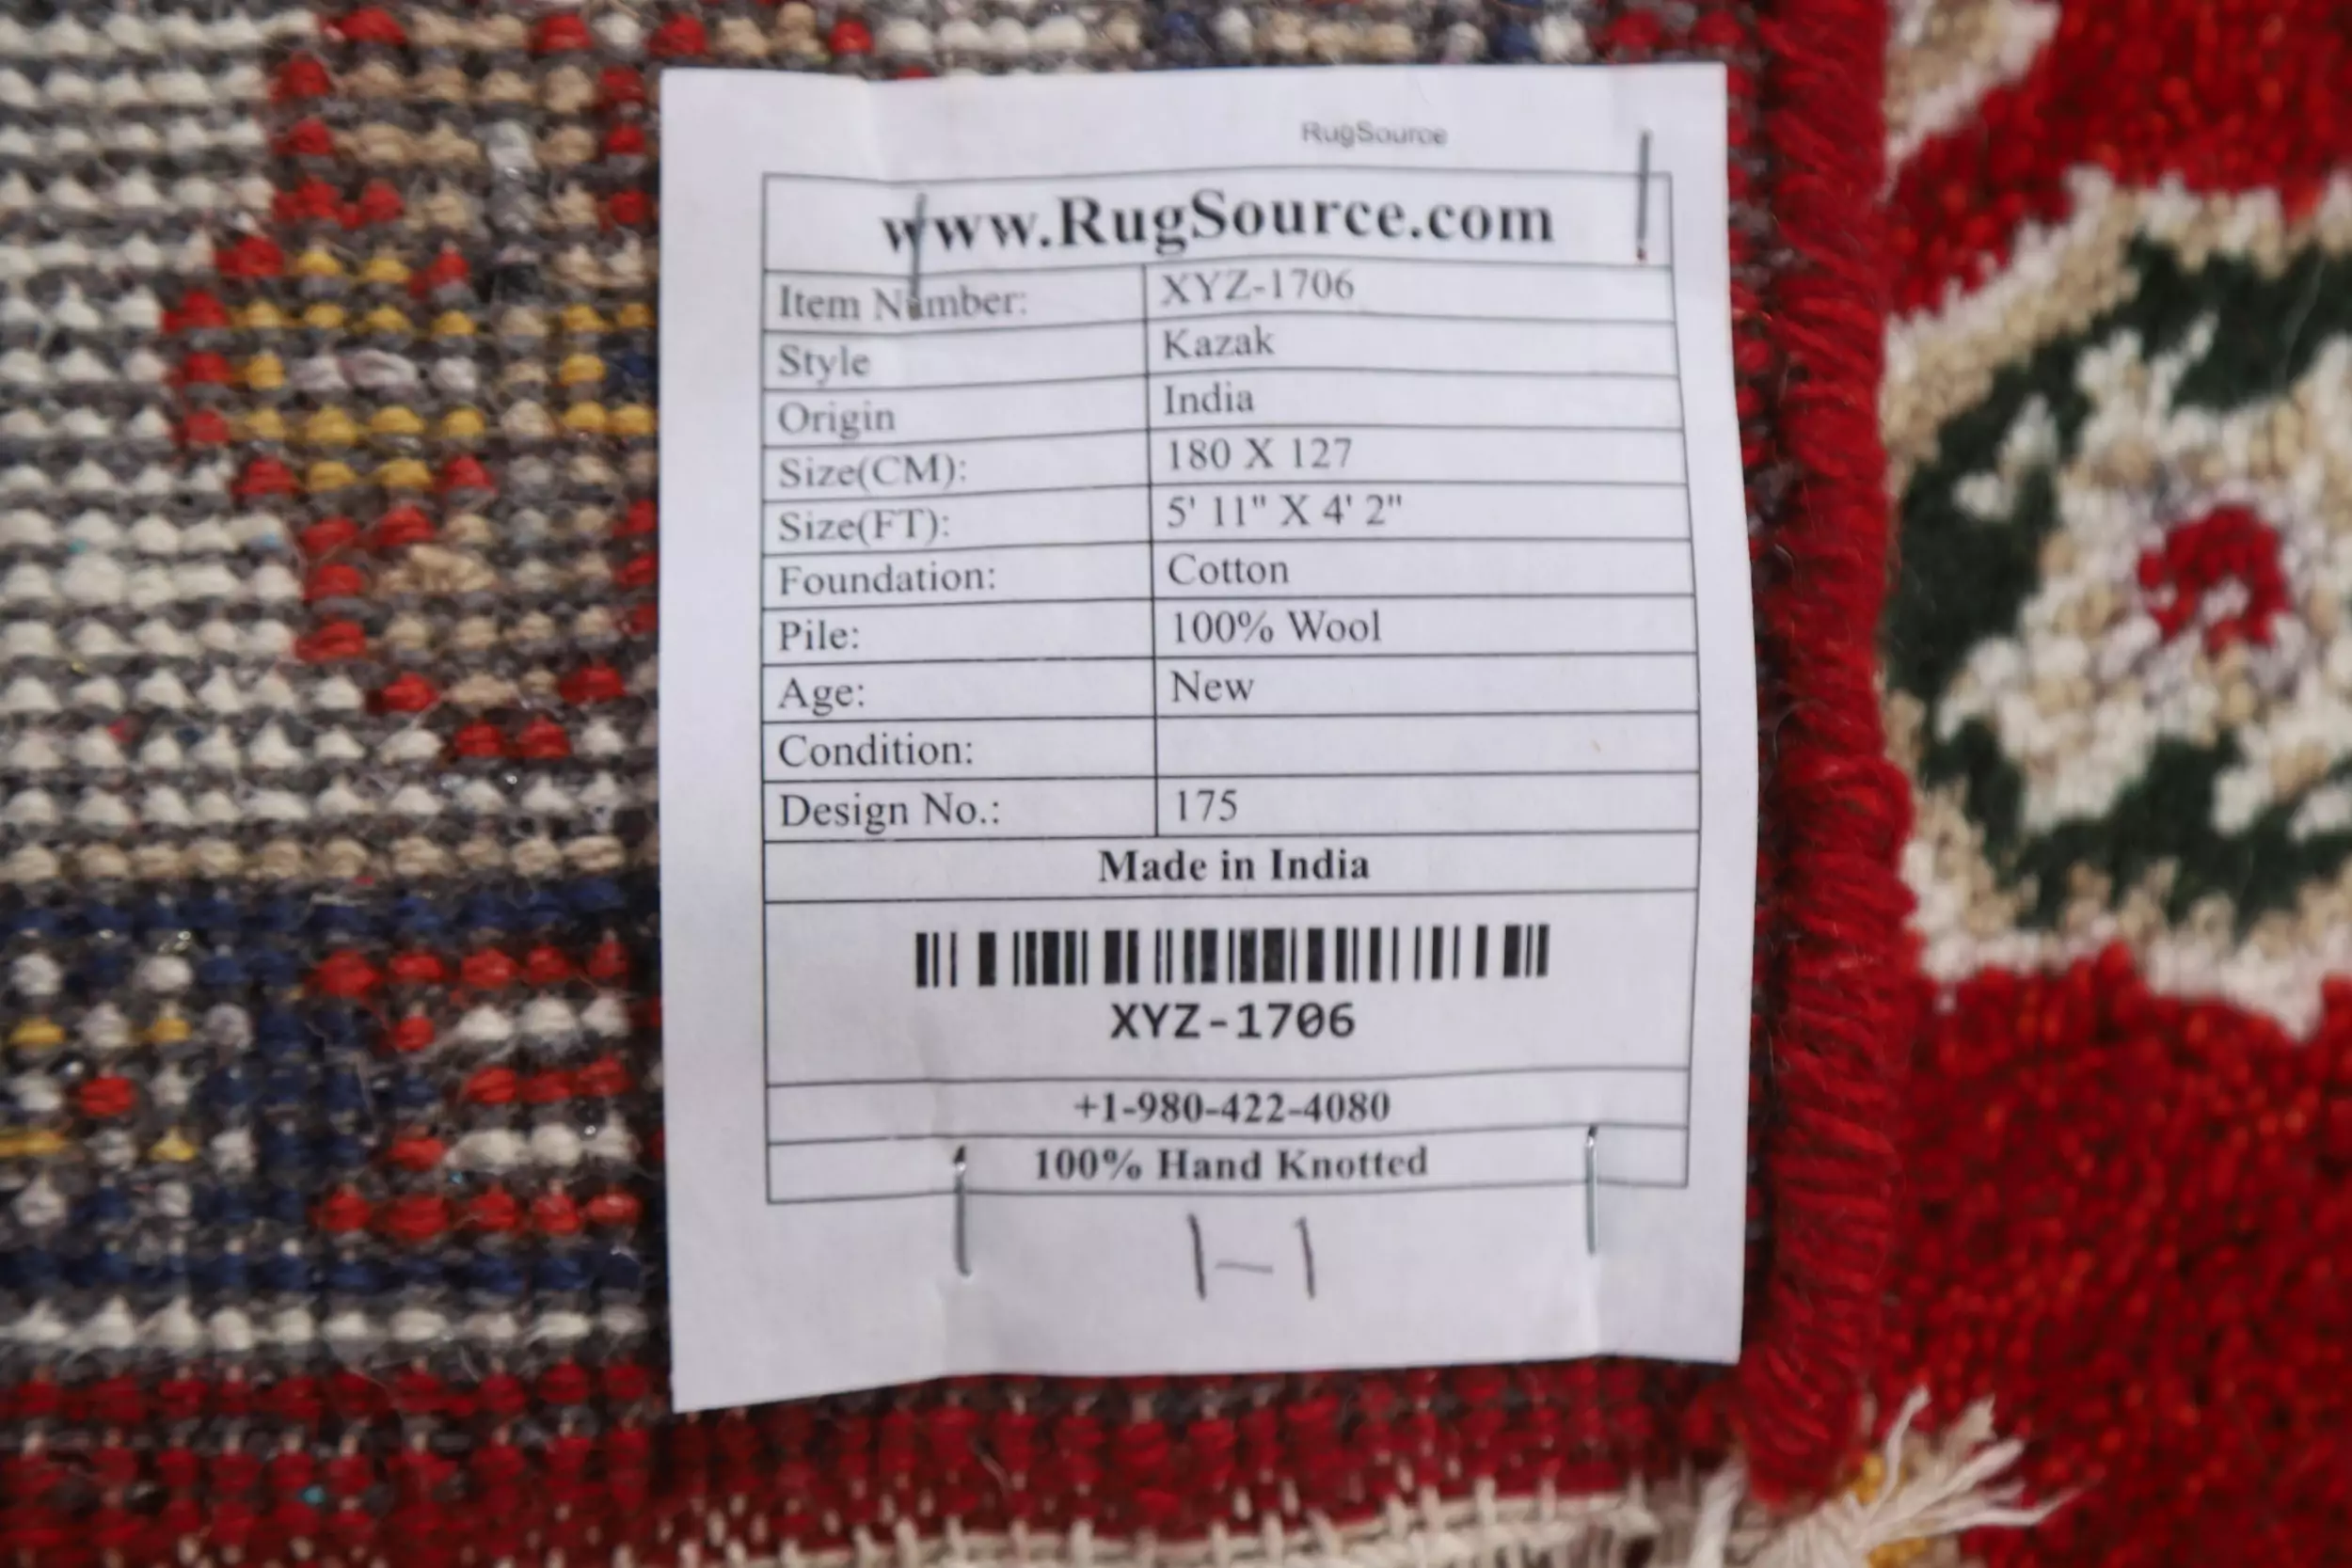 RugSource
www.RugSource.com
Item Number: XYZ-1706
Style Kazak
Origin India
Size(CM): 180 X 127
Size(FT): 5' 11" X 4' 2"
Foundation: Cotton
Pile: 100% Wool
Age: New
Condition:
Design No.: 175
Made in India
XYZ-1706
+1-980-422-4080
100% Hand Knotted
1-1